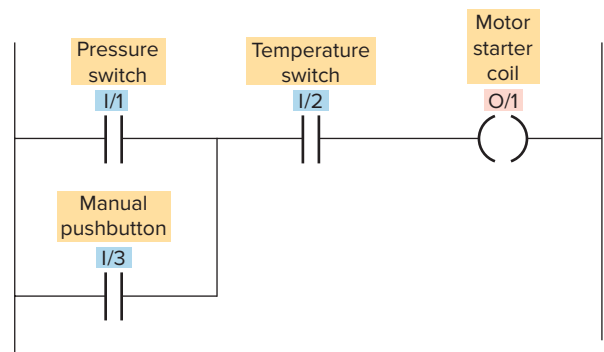 Pressure
switch
I/1
Temperature
switch
I/2
Motor
starter
coil
O/1
Manual
pushbutton
I/3